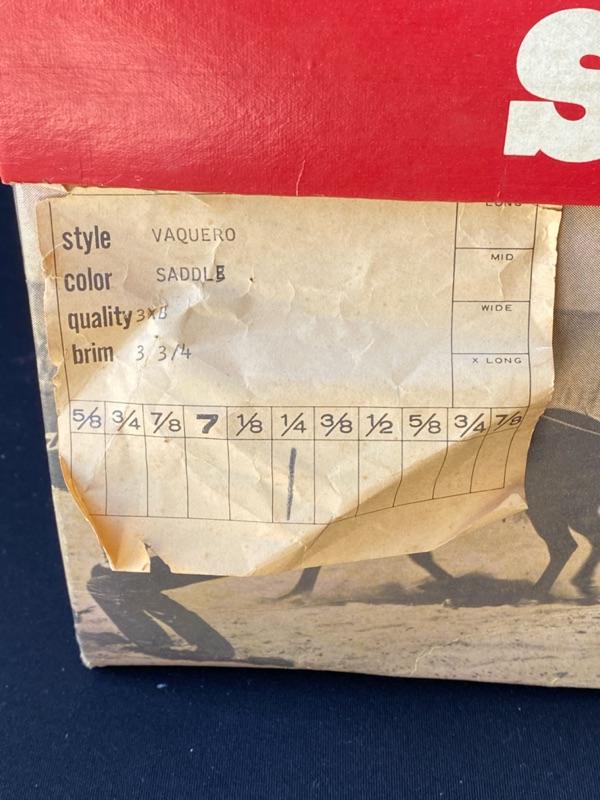 S
LONG
style VAQUERO
MID
color SADDLE
WIDE
quality 3XB
brim 3 3/4
X LONG
5/8 3/4 7/8 7 1/8 1/4 3/8 1/2 5/8 3/4 7/8